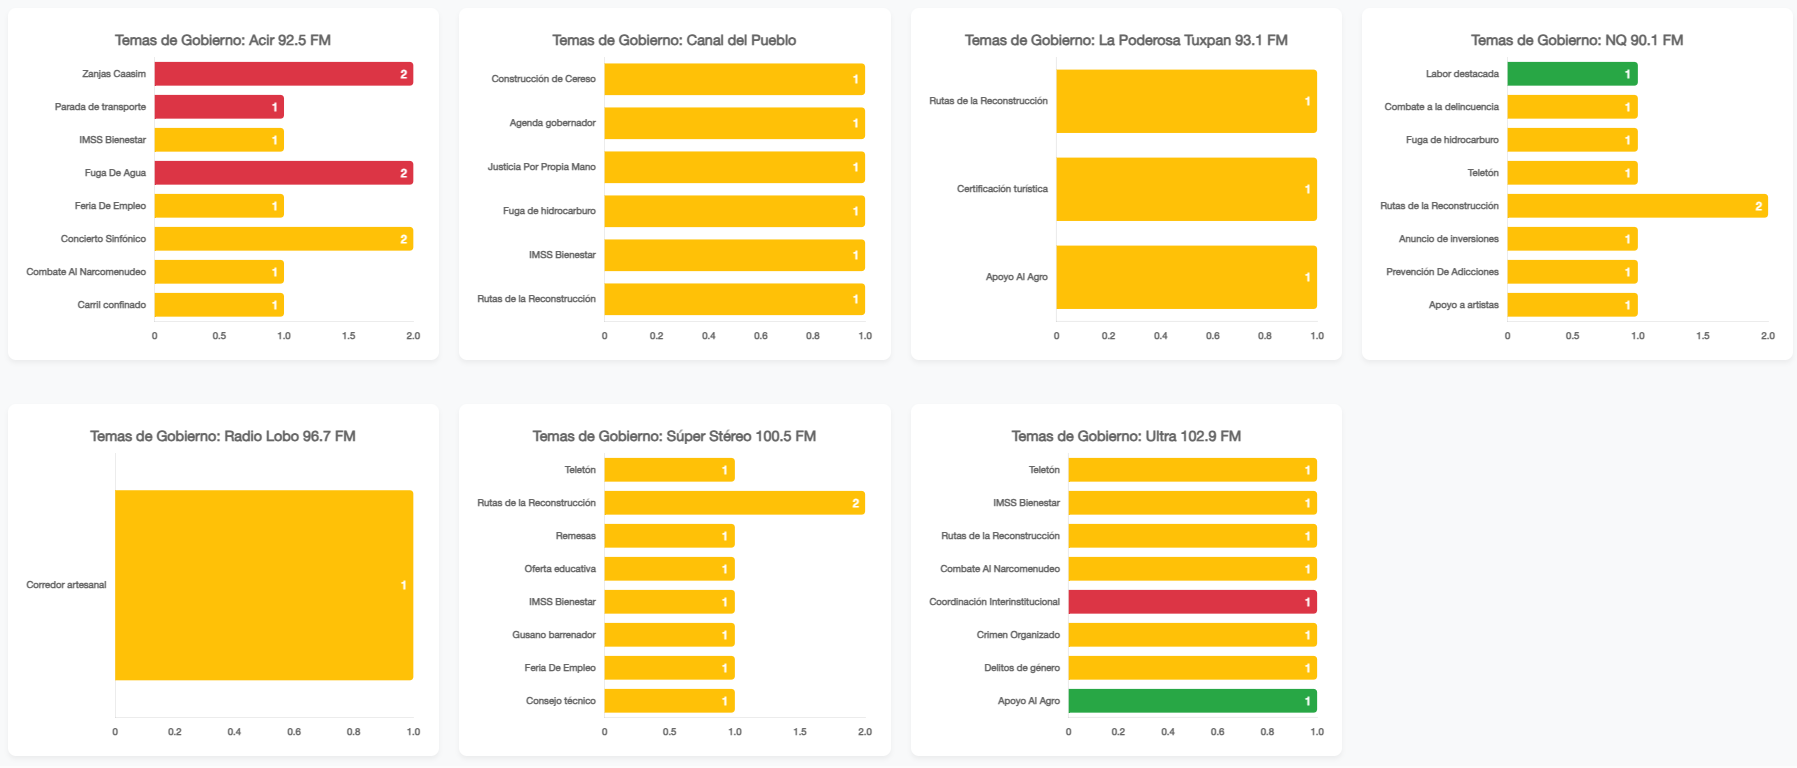 Temas de Gobierno: Acir 92.5 FM
Zanjas Caasim 2
Parada de transporte 1
IMSS Bienestar 1
Fuga De Agua 2
Feria De Empleo 1
Concierto Sinfónico 2
Combate Al Narcomenudeo 1
Carril confinado 1
0 0.5 1.0 1.5 2.0
Temas de Gobierno: Canal del Pueblo
Construcción de Cereso 1
Agenda gobernador 1
Justicia Por Propia Mano 1
Fuga de hidrocarburo 1
IMSS Bienestar 1
Rutas de la Reconstrucción 1
0 0.2 0.4 0.6 0.8 1.0
Temas de Gobierno: La Poderosa Tuxpan 93.1 FM
Rutas de la Reconstrucción 1
Certificación turística 1
Apoyo Al Agro 1
0 0.2 0.4 0.6 0.8 1.0
Temas de Gobierno: NQ 90.1 FM
Labor destacada 1
Combate a la delincuencia 1
Fuga de hidrocarburo 1
Teletón 1
Rutas de la Reconstrucción 2
Anuncio de inversiones 1
Prevención De Adicciones 1
Apoyo a artistas 1
0 0.5 1.0 1.5 2.0
Temas de Gobierno: Radio Lobo 96.7 FM
Corredor artesanal 1
0 0.2 0.4 0.6 0.8 1.0
Temas de Gobierno: Súper Stéreo 100.5 FM
Teletón 1
Rutas de la Reconstrucción 2
Remesas 1
Oferta educativa 1
IMSS Bienestar 1
Gusano barrenador 1
Feria De Empleo 1
Consejo técnico 1
0 0.5 1.0 1.5 2.0
Temas de Gobierno: Ultra 102.9 FM
Teletón 1
IMSS Bienestar 1
Rutas de la Reconstrucción 1
Combate Al Narcomenudeo 1
Coordinación Interinstitucional 1
Crimen Organizado 1
Delitos de género 1
Apoyo Al Agro 1
0 0.2 0.4 0.6 0.8 1.0